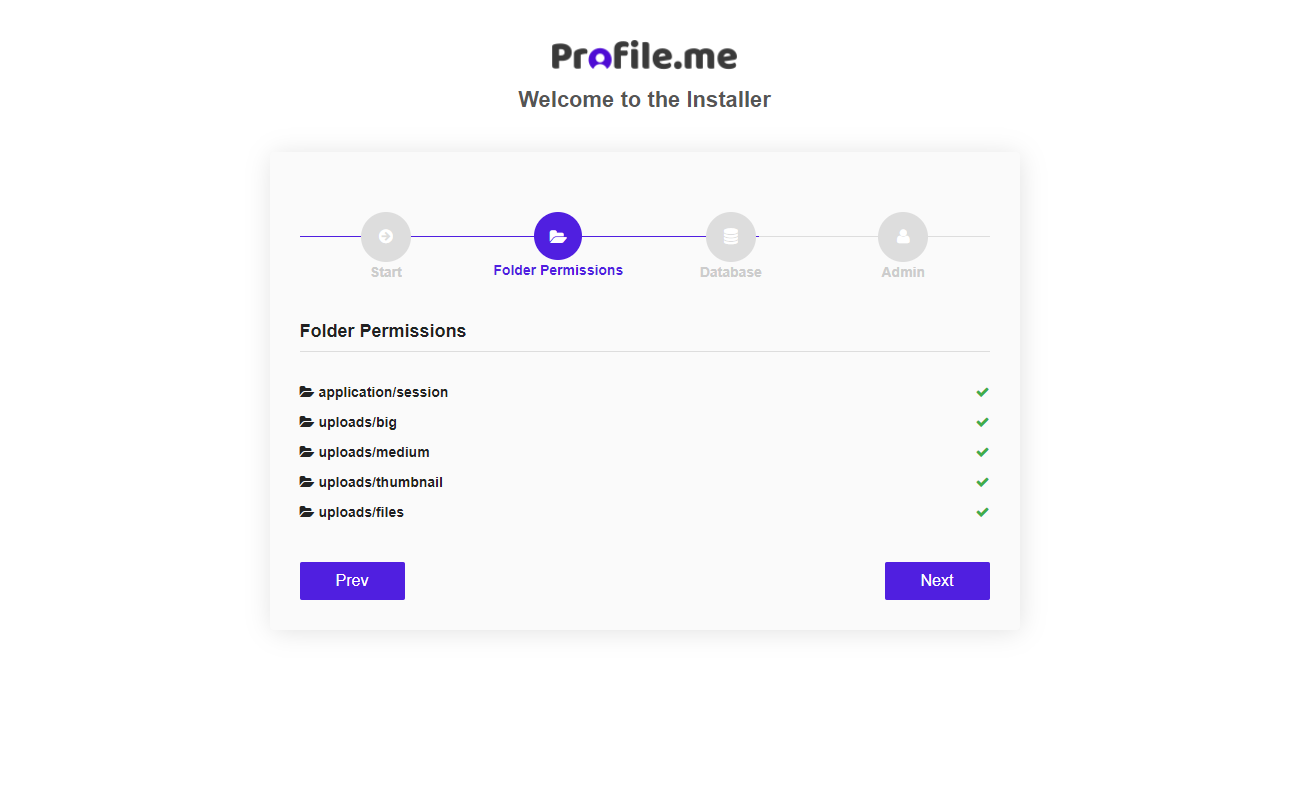 Profile.me
Welcome to the Installer
Start
Folder Permissions
Database
Admin
Folder Permissions
application/session
uploads/big
uploads/medium
uploads/thumbnail
uploads/files
Prev
Next